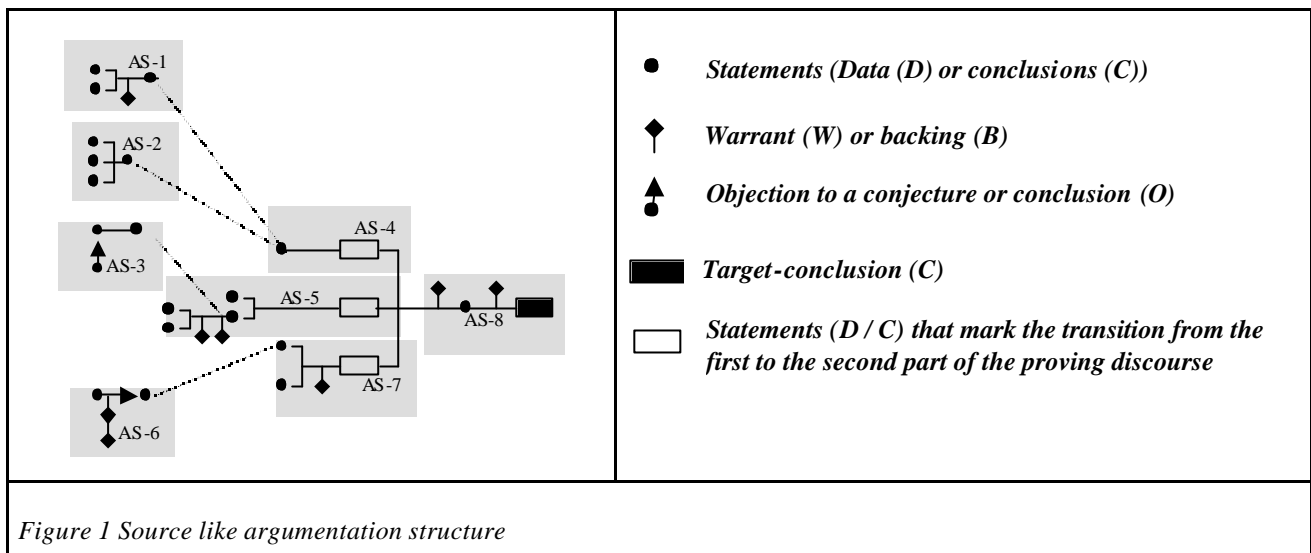 AS-1
AS-2
AS-3
AS-4
AS-5
AS-8
AS-7
AS-6
Statements (Data (D) or conclusions (C))
Warrant (W) or backing (B)
Objection to a conjecture or conclusion (O)
Target-conclusion (C)
Statements (D / C) that mark the transition from the
first to the second part of the proving discourse
Figure 1 Source like argumentation structure